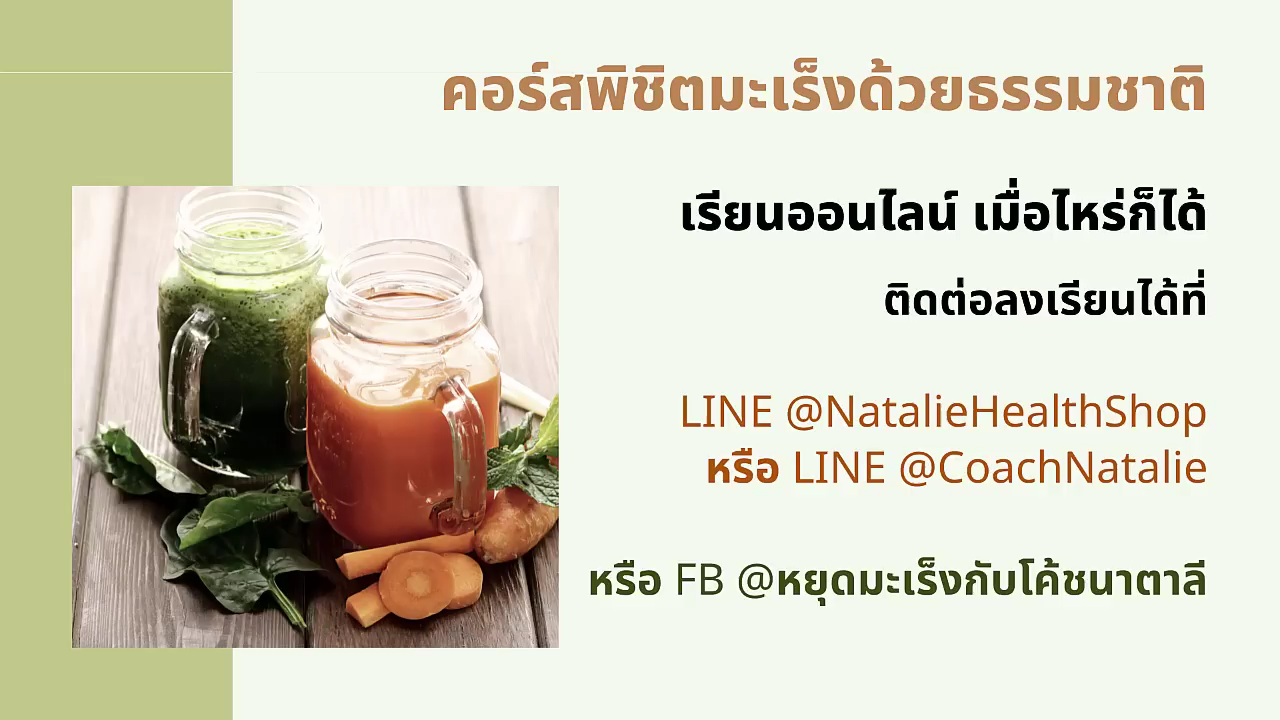 คอร์สพิชิตมะเร็งด้วยธรรมชาติ
เรียนออนไลน์ เมื่อไหร่ก็ได้
ติดต่อลงเรียนได้ที่
LINE @NatalieHealthShop
หรือ LINE @CoachNatalie
หรือ FB @หยุดมะเร็งกับโค้ชนาตาลี